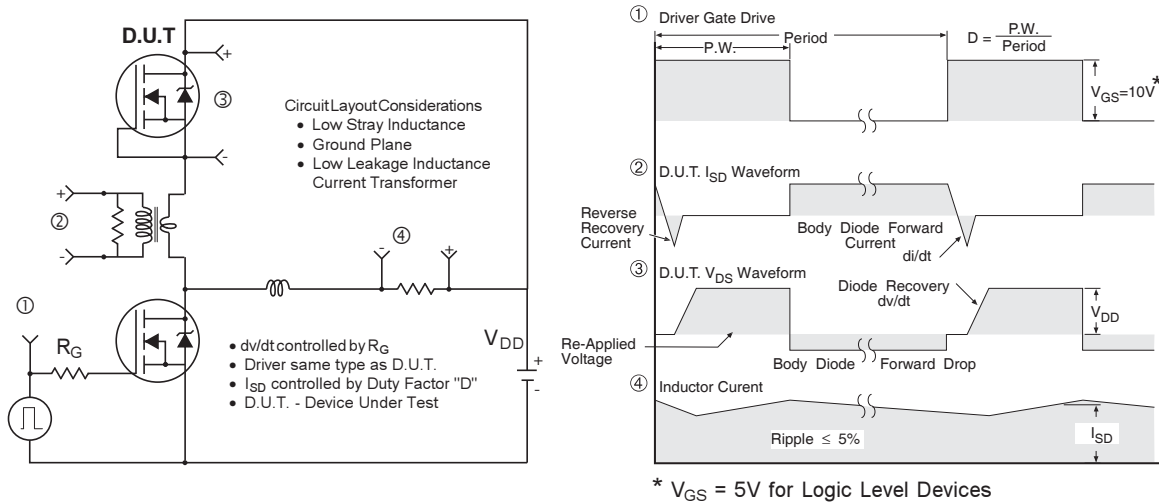 D.U.T
+
③
-
Circuit Layout Considerations
• Low Stray Inductance
• Ground Plane
• Low Leakage Inductance
Current Transformer
+
②
-
④
-
+
①
R_G
• dv/dt controlled by R_G
• Driver same type as D.U.T.
• I_SD controlled by Duty Factor "D"
• D.U.T. - Device Under Test
V_DD
+
-
① Driver Gate Drive
P.W.
Period
D = P.W.
Period
V_GS=10V *
② D.U.T. I_SD Waveform
Reverse
Recovery
Current
Body Diode Forward
Current
di/dt
③ D.U.T. V_DS Waveform
Diode Recovery
dv/dt
V_DD
Re-Applied
Voltage
Body Diode Forward Drop
④ Inductor Curent
Ripple ≤ 5%
I_SD
* V_GS = 5V for Logic Level Devices